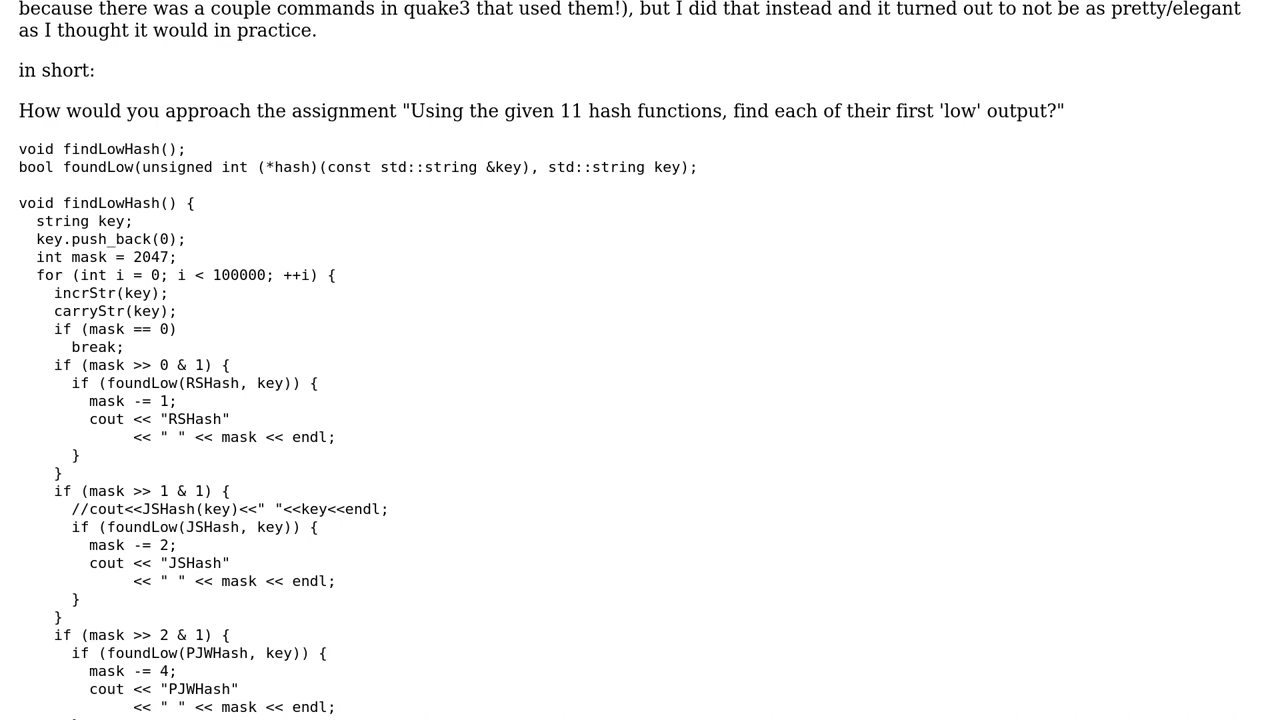 because there was a couple commands in quake3 that used them!), but I did that instead and it turned out to not be as pretty/elegant
as I thought it would in practice.
in short:
How would you approach the assignment "Using the given 11 hash functions, find each of their first 'low' output?"
void findLowHash();
bool foundLow(unsigned int (*hash)(const std::string &key), std::string key);
void findLowHash() {
  string key;
  key.push_back(0);
  int mask = 2047;
  for (int i = 0; i < 100000; ++i) {
    incrStr(key);
    carryStr(key);
    if (mask == 0)
      break;
    if (mask >> 0 & 1) {
      if (foundLow(RSHash, key)) {
        mask -= 1;
        cout << "RSHash"
             << " " << mask << endl;
      }
    }
    if (mask >> 1 & 1) {
      //cout<<JSHash(key)<<" "<<key<<endl;
      if (foundLow(JSHash, key)) {
        mask -= 2;
        cout << "JSHash"
             << " " << mask << endl;
      }
    }
    if (mask >> 2 & 1) {
      if (foundLow(PJWHash, key)) {
        mask -= 4;
        cout << "PJWHash"
             << " " << mask << endl;